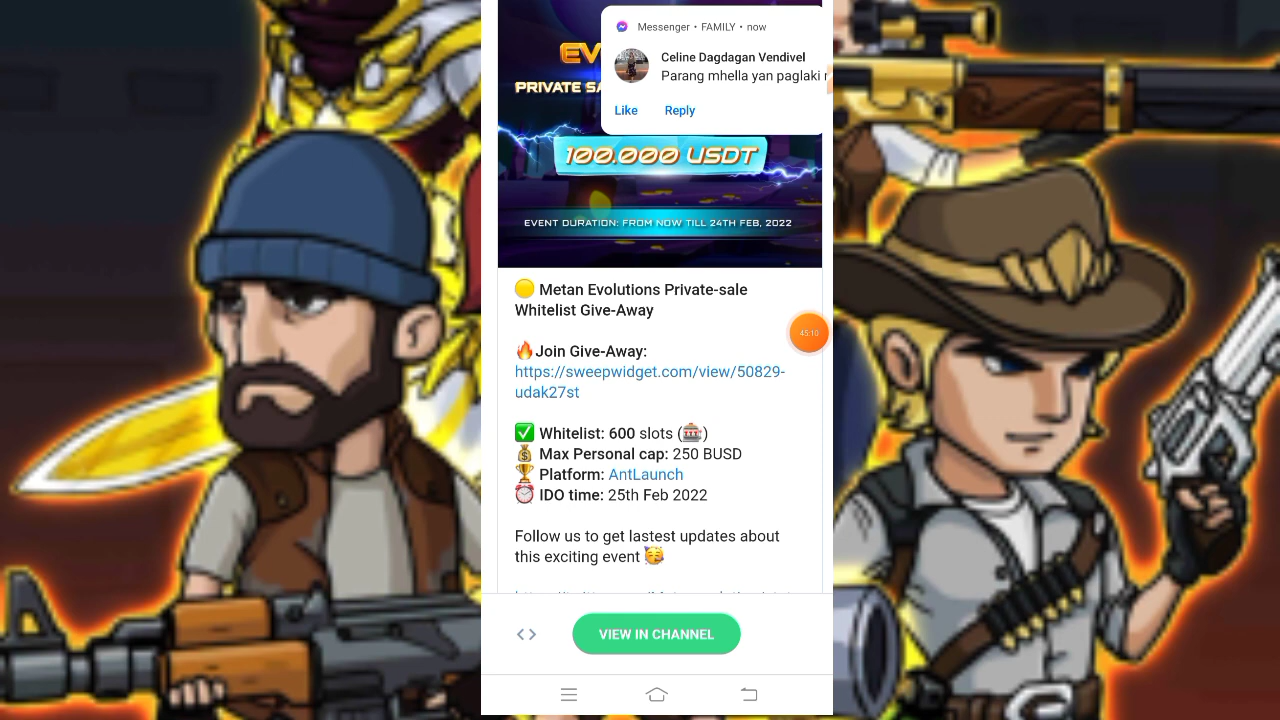 Messenger • FAMILY • now
Celine Dagdagan Vendivel
Parang mhella yan paglaki
Like Reply
EV
PRIVATE SA
100.000 USDT
EVENT DURATION: FROM NOW TILL 24TH FEB, 2022
🟡 Metan Evolutions Private-sale
Whitelist Give-Away
🔥Join Give-Away:
https://sweepwidget.com/view/50829-
udak27st
45:10
✅ Whitelist: 600 slots (🎰)
💰 Max Personal cap: 250 BUSD
🏆 Platform: AntLaunch
⏰ IDO time: 25th Feb 2022
Follow us to get lastest updates about
this exciting event 🥳
VIEW IN CHANNEL